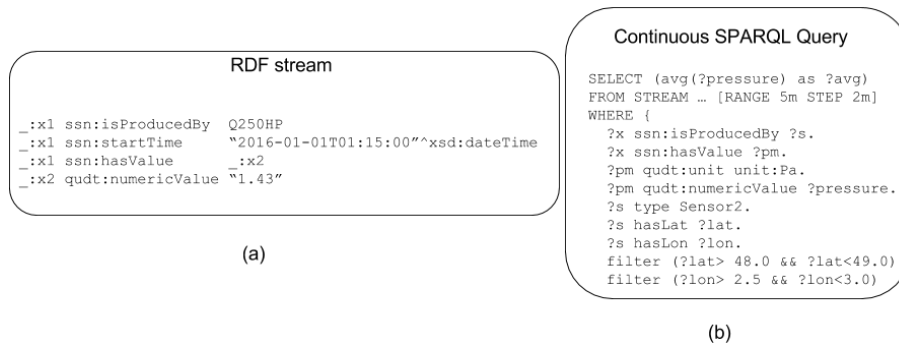 RDF stream
_:x1 ssn:isProducedBy Q250HP
_:x1 ssn:startTime “2016-01-01T01:15:00”^xsd:dateTime
_:x1 ssn:hasValue _:x2
_:x2 qudt:numericValue “1.43”
(a)
Continuous SPARQL Query
SELECT (avg(?pressure) as ?avg)
FROM STREAM … [RANGE 5m STEP 2m]
WHERE {
?x ssn:isProducedBy ?s.
?x ssn:hasValue ?pm.
?pm qudt:unit unit:Pa.
?pm qudt:numericValue ?pressure.
?s type Sensor2.
?s hasLat ?lat.
?s hasLon ?lon.
filter (?lat> 48.0 && ?lat<49.0)
filter (?lon> 2.5 && ?lon<3.0)
(b)